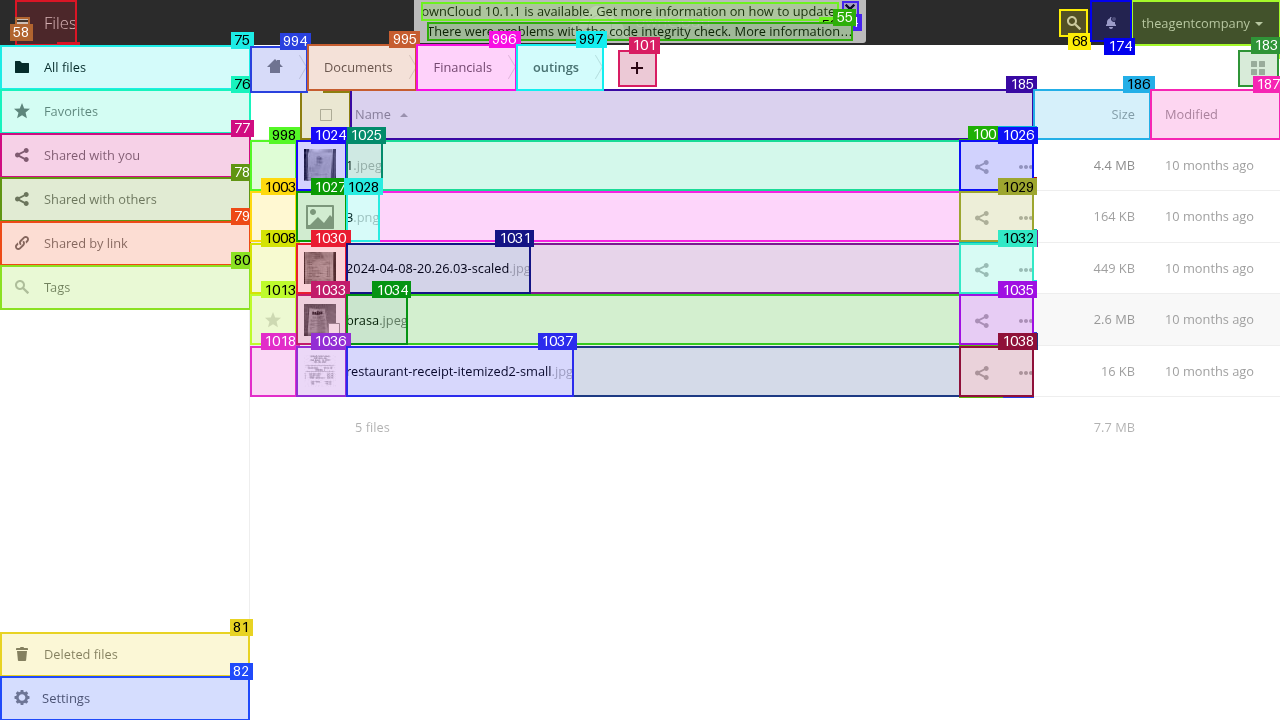 Files
ownCloud 10.1.1 is available. Get more information on how to update
There were problems with the code integrity check. More information...
theagentcompany
58
55
68
174
75
994
995
996
997
101
183
All files
Documents
Financials
outings
+
76
185
186
187
Favorites
Name
Size
Modified
77
998
1024
1025
100
1026
Shared with you
1.jpeg
4.4 MB
10 months ago
78
1003
1027
1028
1029
Shared with others
3.png
164 KB
10 months ago
79
1008
1030
1031
1032
Shared by link
2024-04-08-20.26.03-scaled.jpg
449 KB
10 months ago
80
1013
1033
1034
1035
Tags
brasa.jpeg
2.6 MB
10 months ago
1018
1036
1037
1038
restaurant-receipt-itemized2-small.jpg
16 KB
10 months ago
5 files
7.7 MB
81
Deleted files
82
Settings